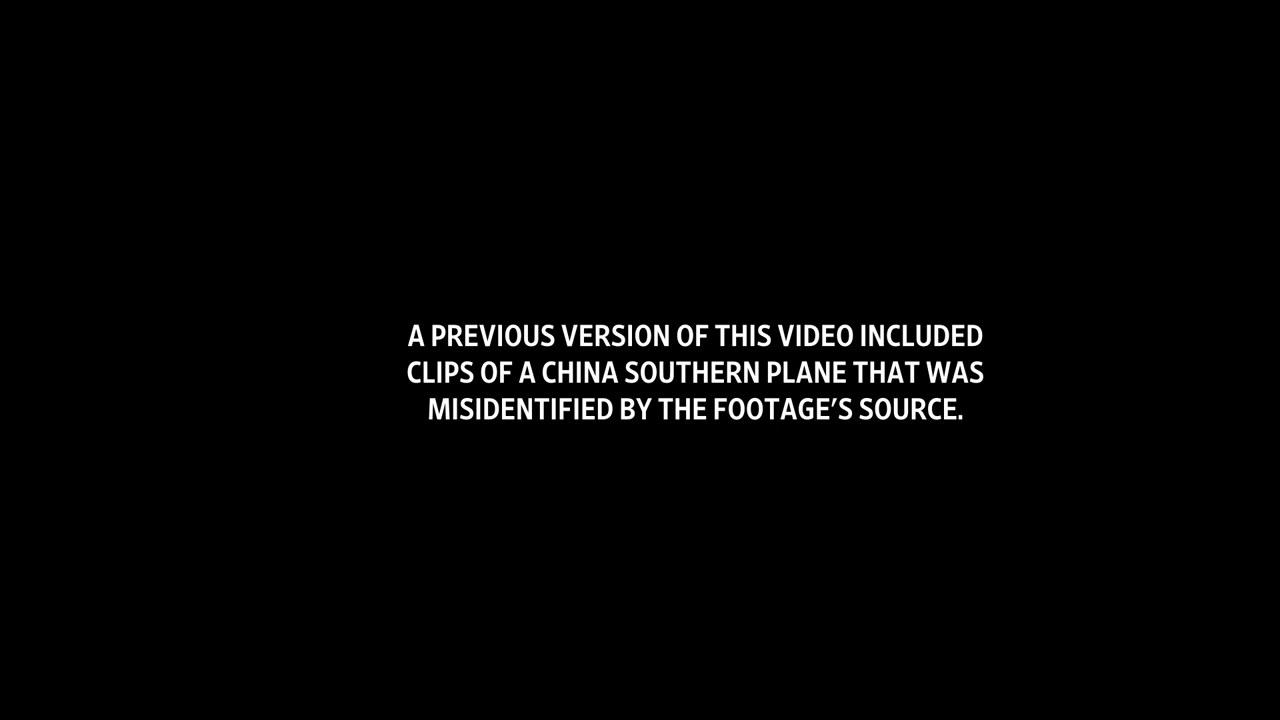 A PREVIOUS VERSION OF THIS VIDEO INCLUDED
CLIPS OF A CHINA SOUTHERN PLANE THAT WAS
MISIDENTIFIED BY THE FOOTAGE'S SOURCE.